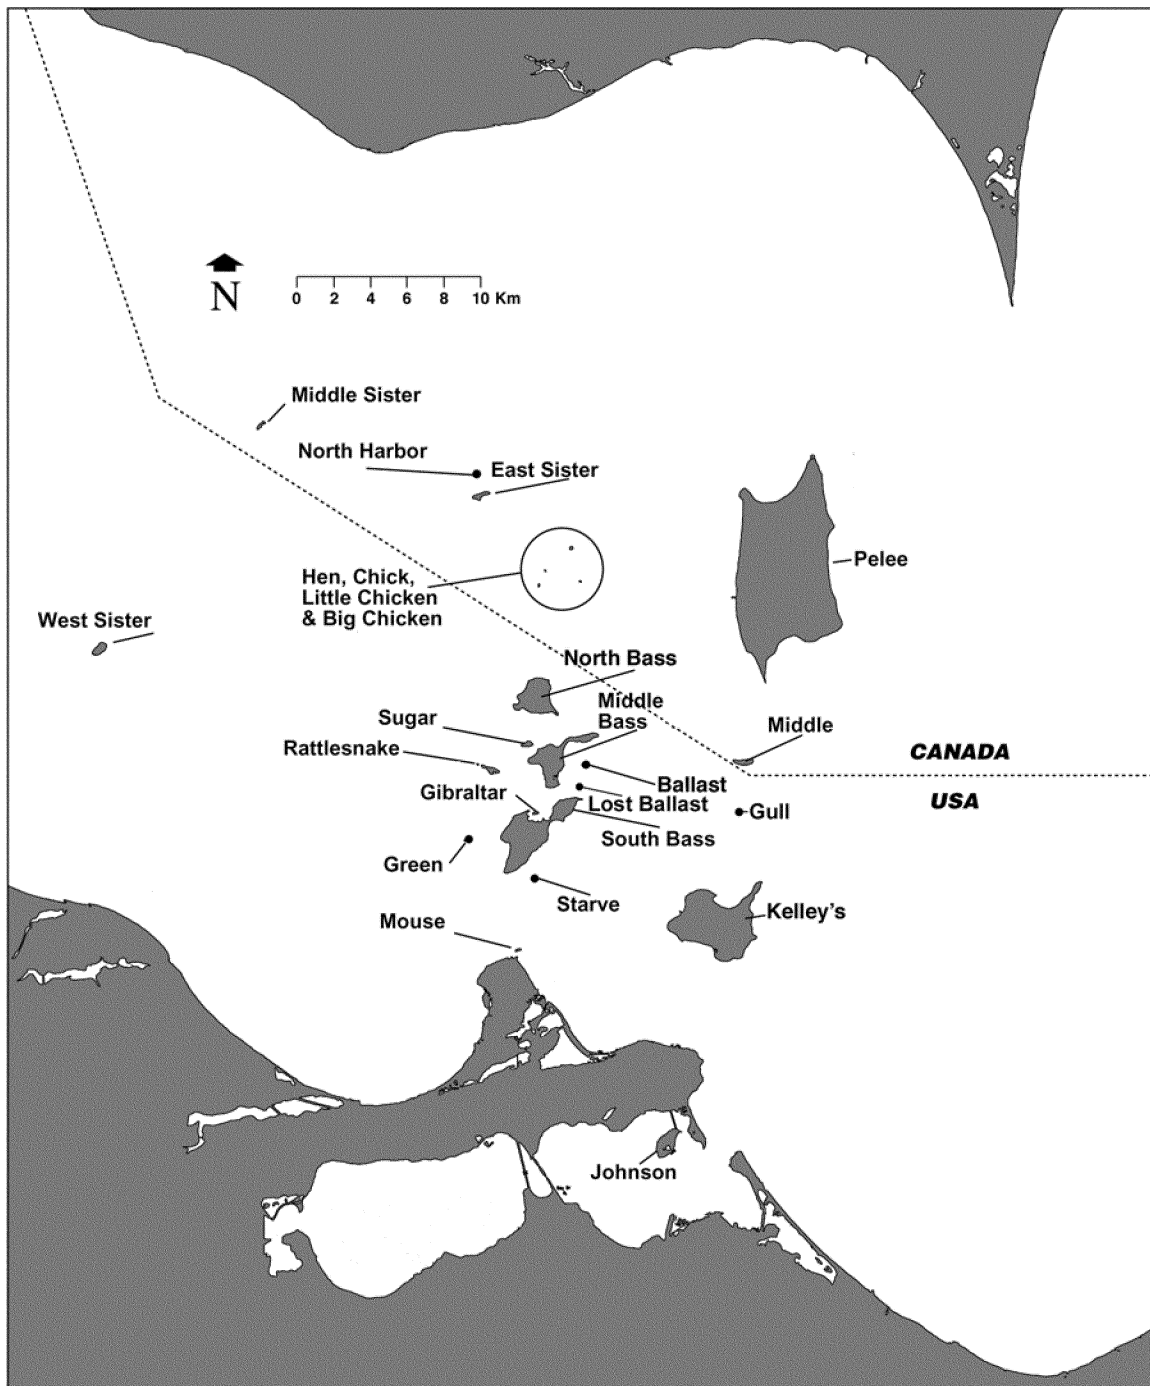 N
0 2 4 6 8 10 Km
Middle Sister
North Harbor
East Sister
Pelee
Hen, Chick,
Little Chicken
& Big Chicken
West Sister
North Bass
Middle
Bass
Sugar
Middle
Rattlesnake
CANADA
Ballast
Gibraltar
Lost Ballast
USA
Gull
South Bass
Green
Starve
Kelley's
Mouse
Johnson